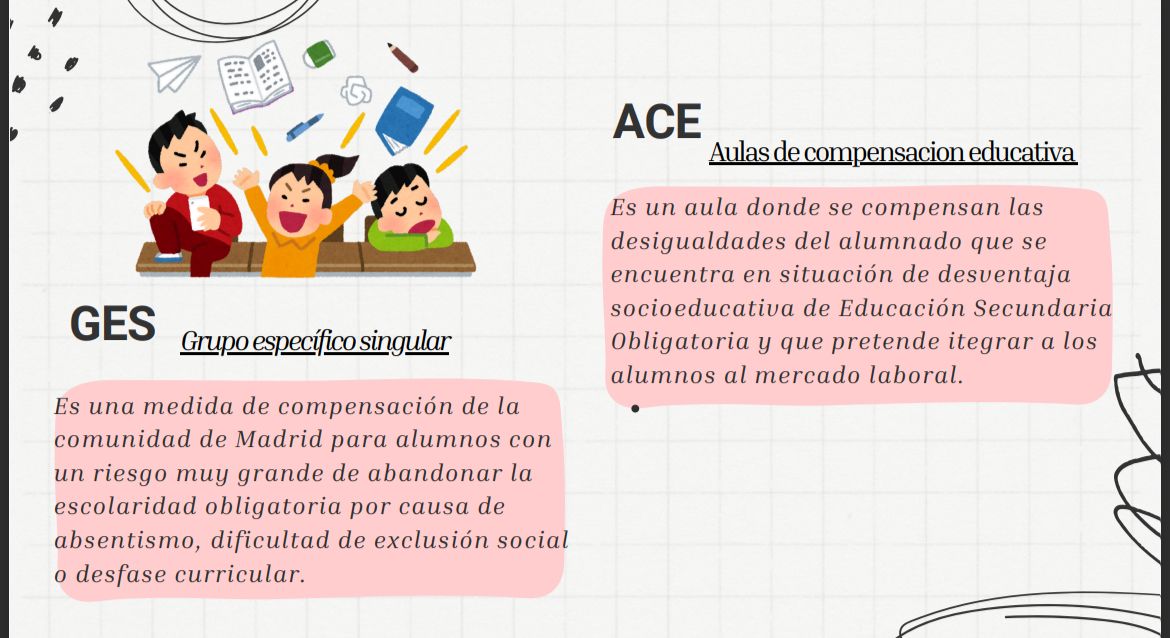 GES
Grupo específico singular
Es una medida de compensación de la
comunidad de Madrid para alumnos con
un riesgo muy grande de abandonar la
escolaridad obligatoria por causa de
absentismo, dificultad de exclusión social
o desfase curricular.
ACE
Aulas de compensacion educativa
Es un aula donde se compensan las
desigualdades del alumnado que se
encuentra en situación de desventaja
socioeducativa de Educación Secundaria
Obligatoria y que pretende itegrar a los
alumnos al mercado laboral.